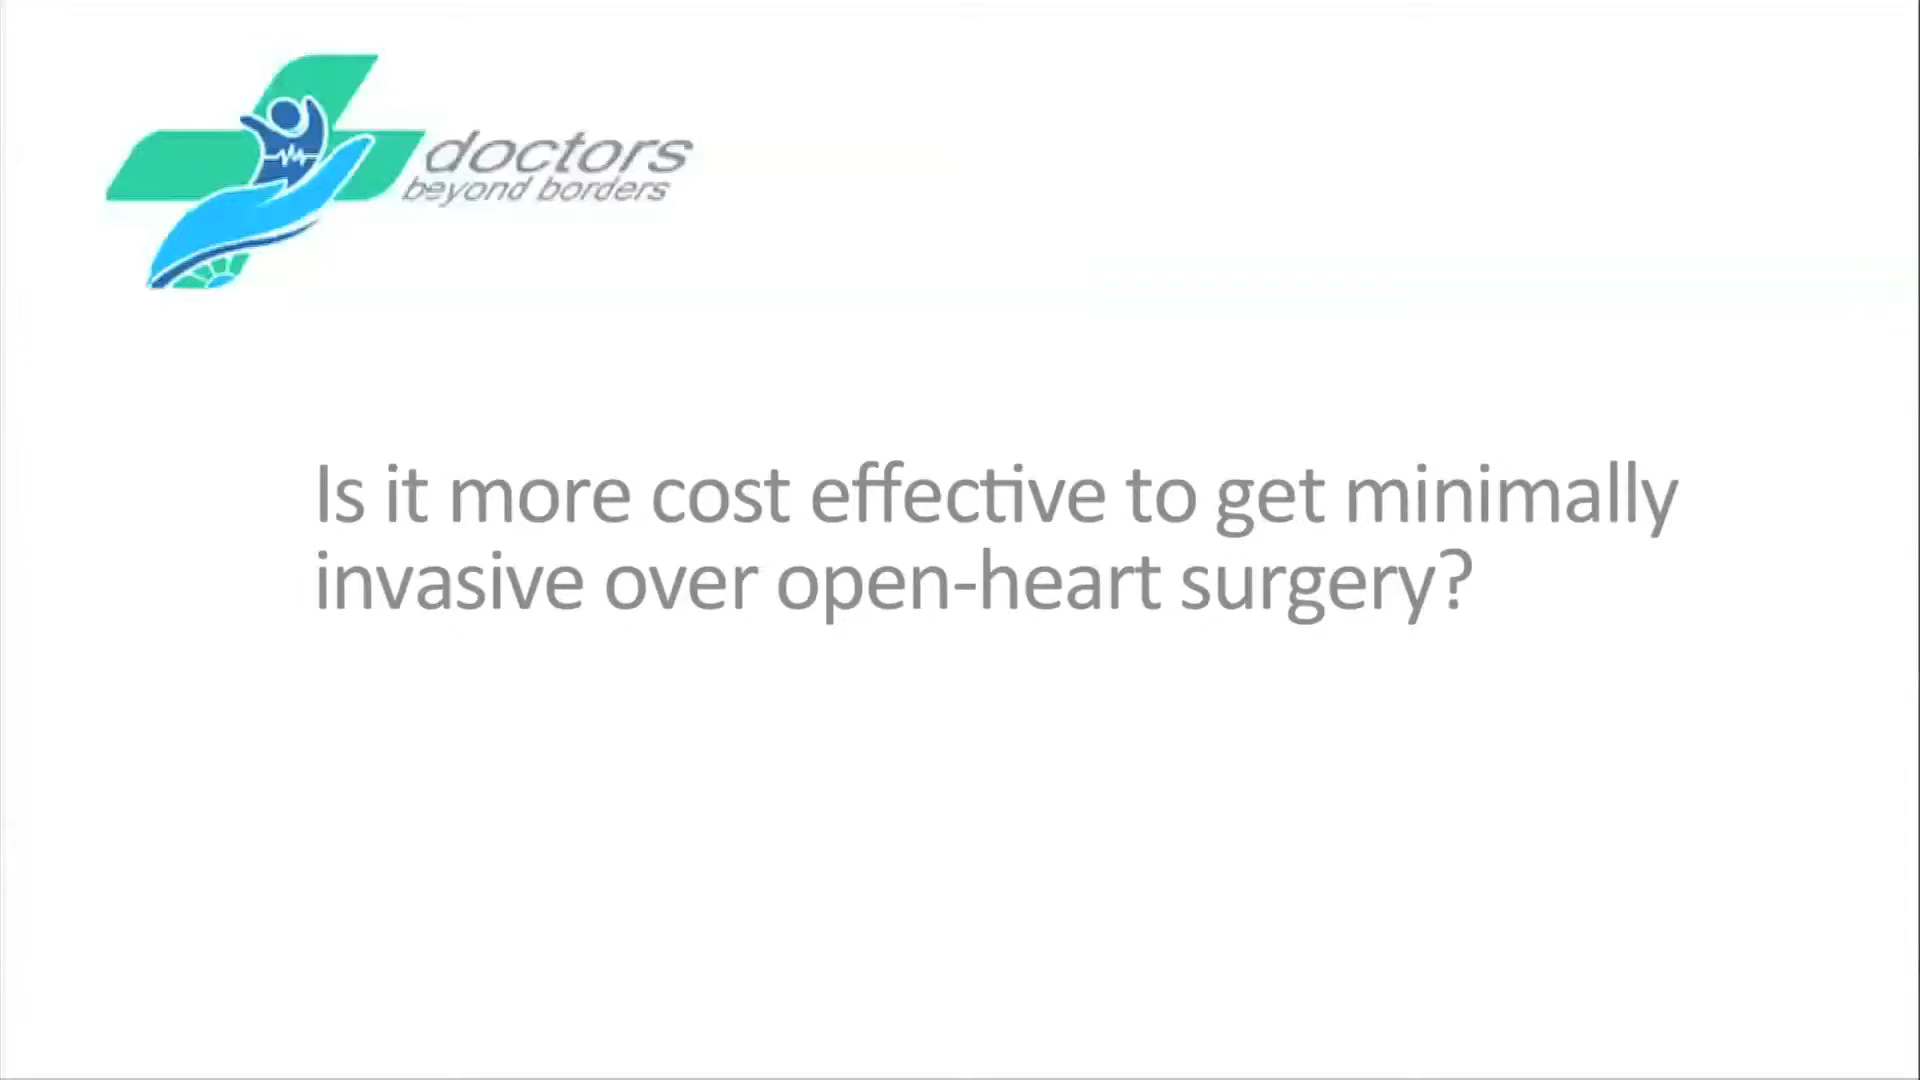 doctors
beyond borders
Is it more cost effective to get minimally
invasive over open-heart surgery?